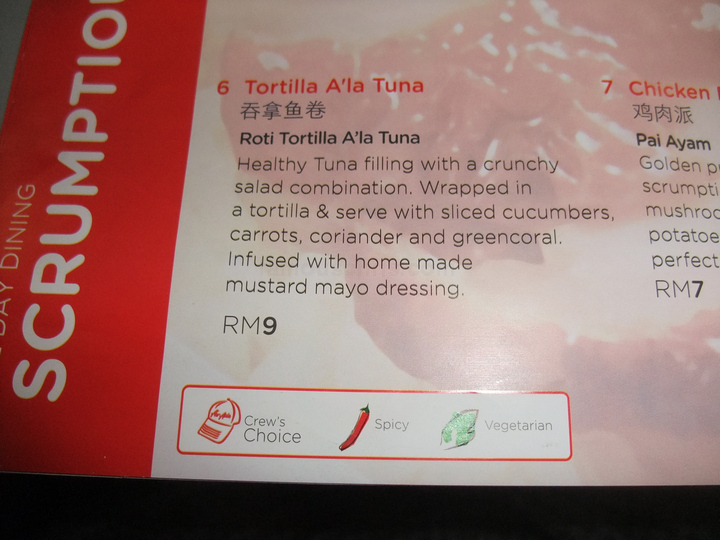 DAY DINING
SCRUMPTIO
6 Tortilla A'la Tuna
吞拿鱼卷
Roti Tortilla A'la Tuna
Healthy Tuna filling with a crunchy
salad combination. Wrapped in
a tortilla & serve with sliced cucumbers,
carrots, coriander and greencoral.
Infused with home made
mustard mayo dressing.
RM9
7 Chicken
鸡肉派
Pai Ayam
Golden
scrumpti
mushroo
potatoe
perfect
RM7
Crew's
Choice
Spicy
Vegetarian